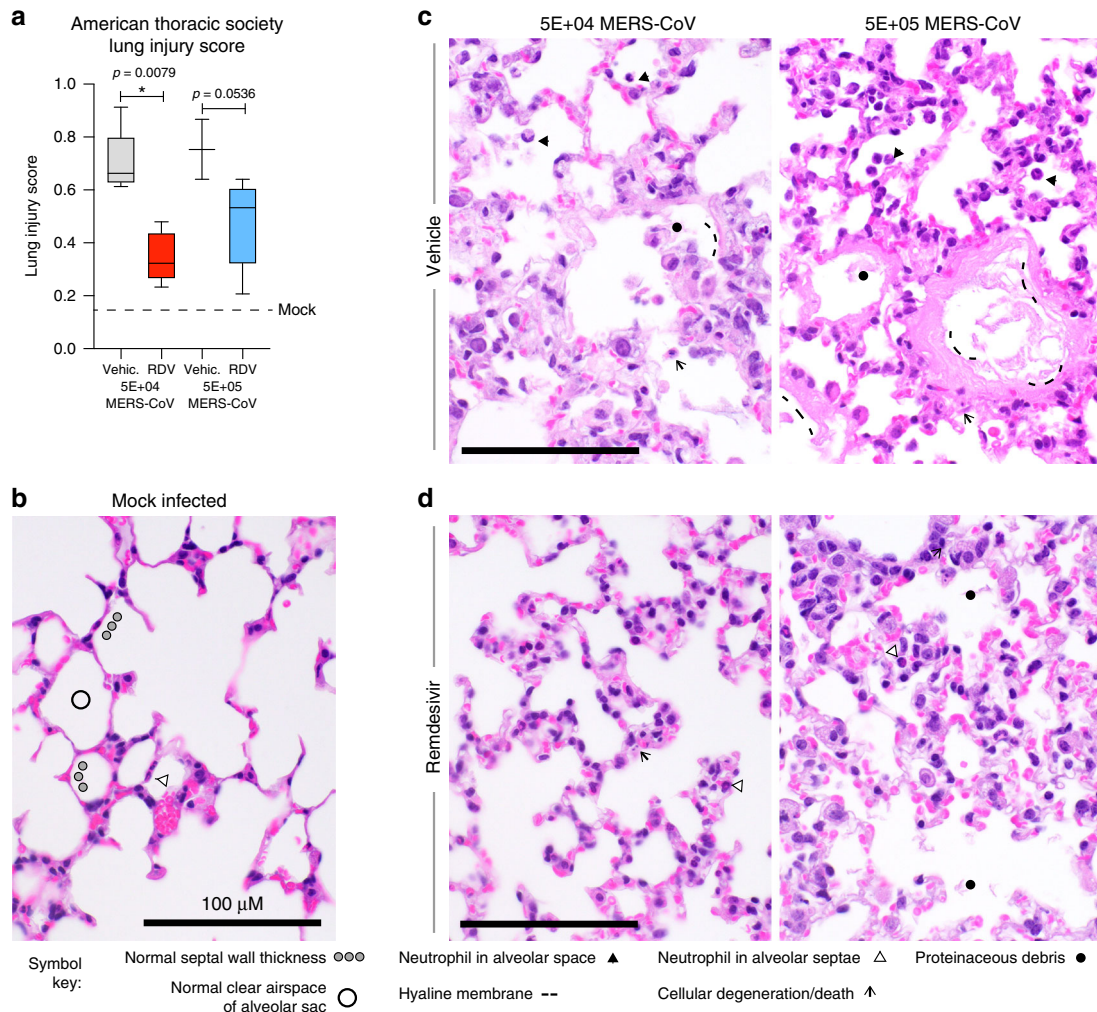 a
American thoracic society
lung injury score
Lung injury score
1.0
0.8
0.6
0.4
0.2
0.0
p = 0.0079
*
p = 0.0536
Mock
Vehic. RDV Vehic. RDV
5E+04 5E+05
MERS-CoV MERS-CoV
b
Mock infected
100 μM
c
5E+04 MERS-CoV 5E+05 MERS-CoV
Vehicle
d
Remdesivir
Symbol
key:
Normal septal wall thickness
Normal clear airspace
of alveolar sac
Neutrophil in alveolar space
Hyaline membrane
Neutrophil in alveolar septae
Cellular degeneration/death
Proteinaceous debris